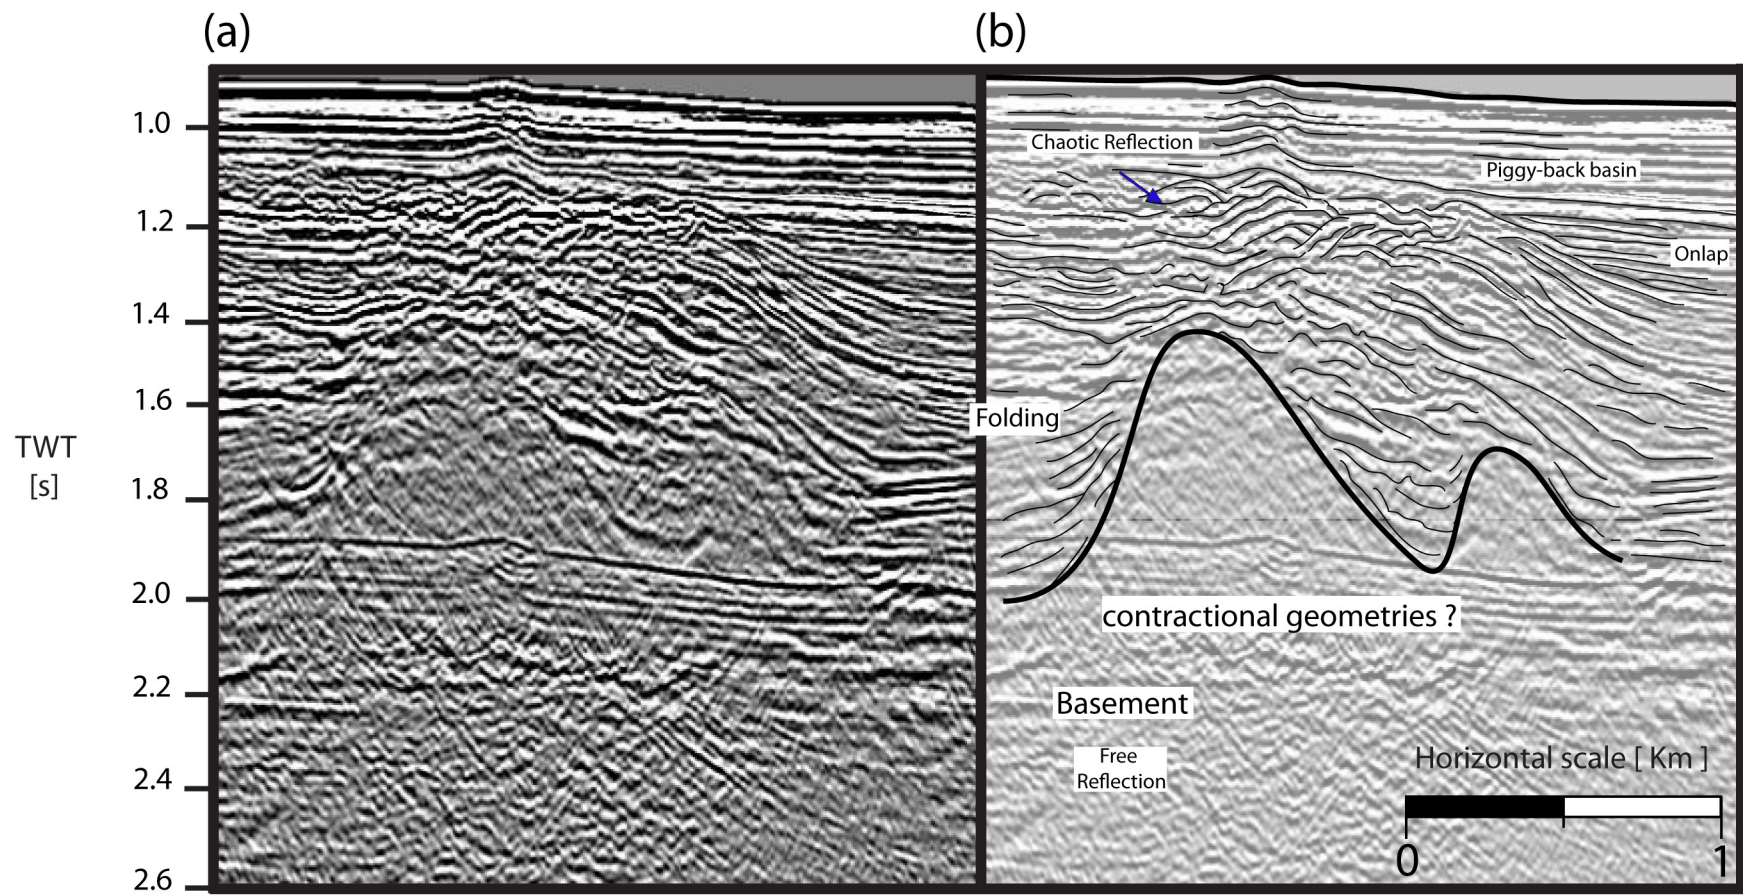 (a)
(b)
1.0
1.2
1.4
1.6
1.8
2.0
2.2
2.4
2.6
TWT
[s]
Chaotic Reflection
Piggy-back basin
Onlap
Folding
contractional geometries ?
Basement
Free
Reflection
Horizontal scale [ Km ]
0
1